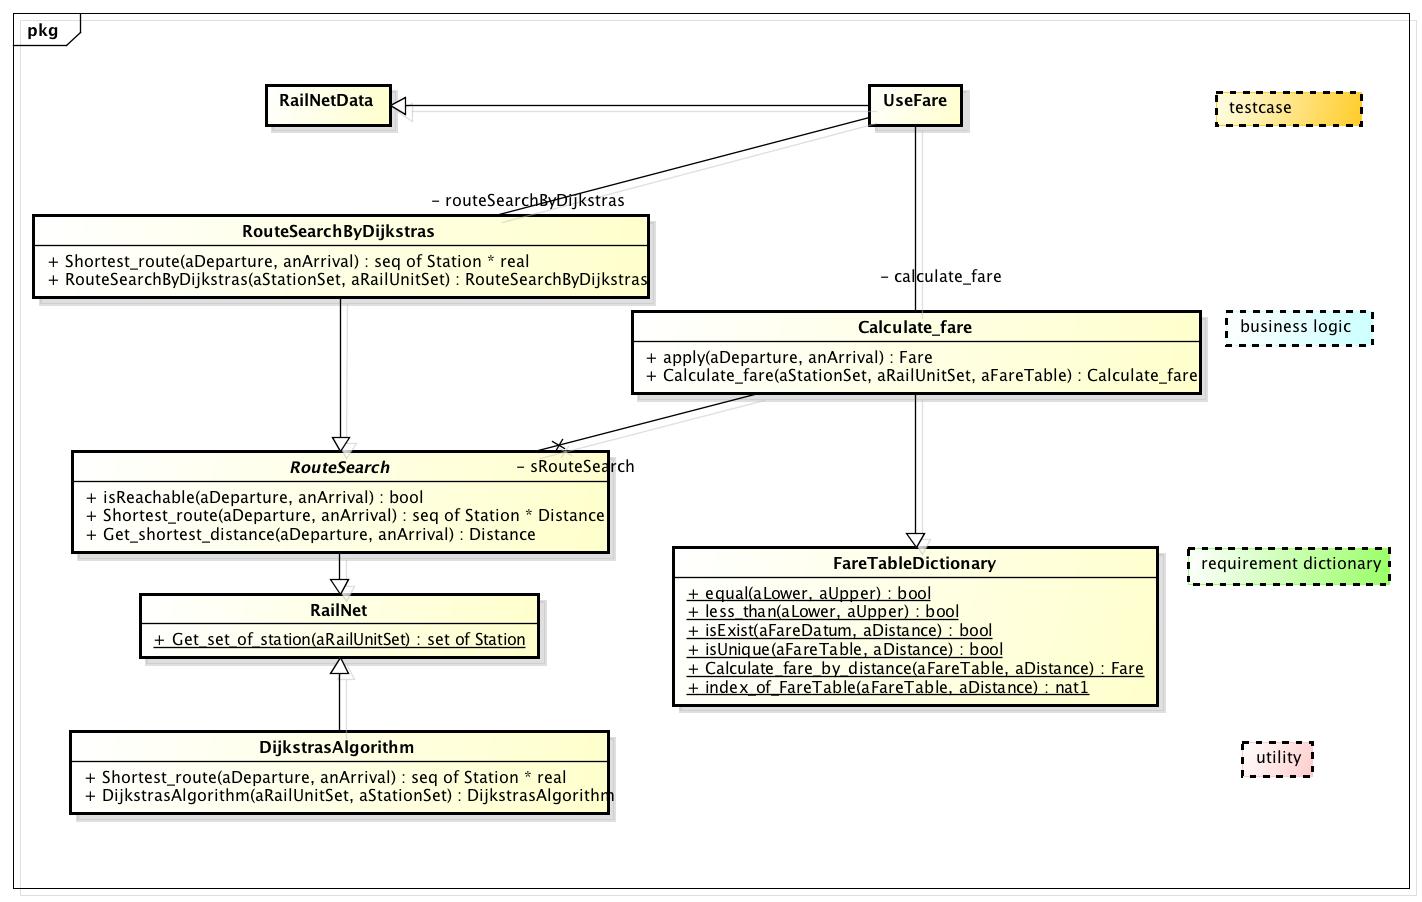 pkg
RailNetData
UseFare
testcase
– routeSearchByDijkstras
RouteSearchByDijkstras
+ Shortest_route(aDeparture, anArrival) : seq of Station * real
+ RouteSearchByDijkstras(aStationSet, aRailUnitSet) : RouteSearchByDijkstras
– calculate_fare
Calculate_fare
+ apply(aDeparture, anArrival) : Fare
+ Calculate_fare(aStationSet, aRailUnitSet, aFareTable) : Calculate_fare
business logic
– sRouteSearch
RouteSearch
+ isReachable(aDeparture, anArrival) : bool
+ Shortest_route(aDeparture, anArrival) : seq of Station * Distance
+ Get_shortest_distance(aDeparture, anArrival) : Distance
FareTableDictionary
+ equal(aLower, aUpper) : bool
+ less_than(aLower, aUpper) : bool
+ isExist(aFareDatum, aDistance) : bool
+ isUnique(aFareTable, aDistance) : bool
+ Calculate_fare_by_distance(aFareTable, aDistance) : Fare
+ index_of_FareTable(aFareTable, aDistance) : nat1
requirement dictionary
RailNet
+ Get_set_of_station(aRailUnitSet) : set of Station
DijkstrasAlgorithm
+ Shortest_route(aDeparture, anArrival) : seq of Station * real
+ DijkstrasAlgorithm(aRailUnitSet, aStationSet) : DijkstrasAlgorithm
utility